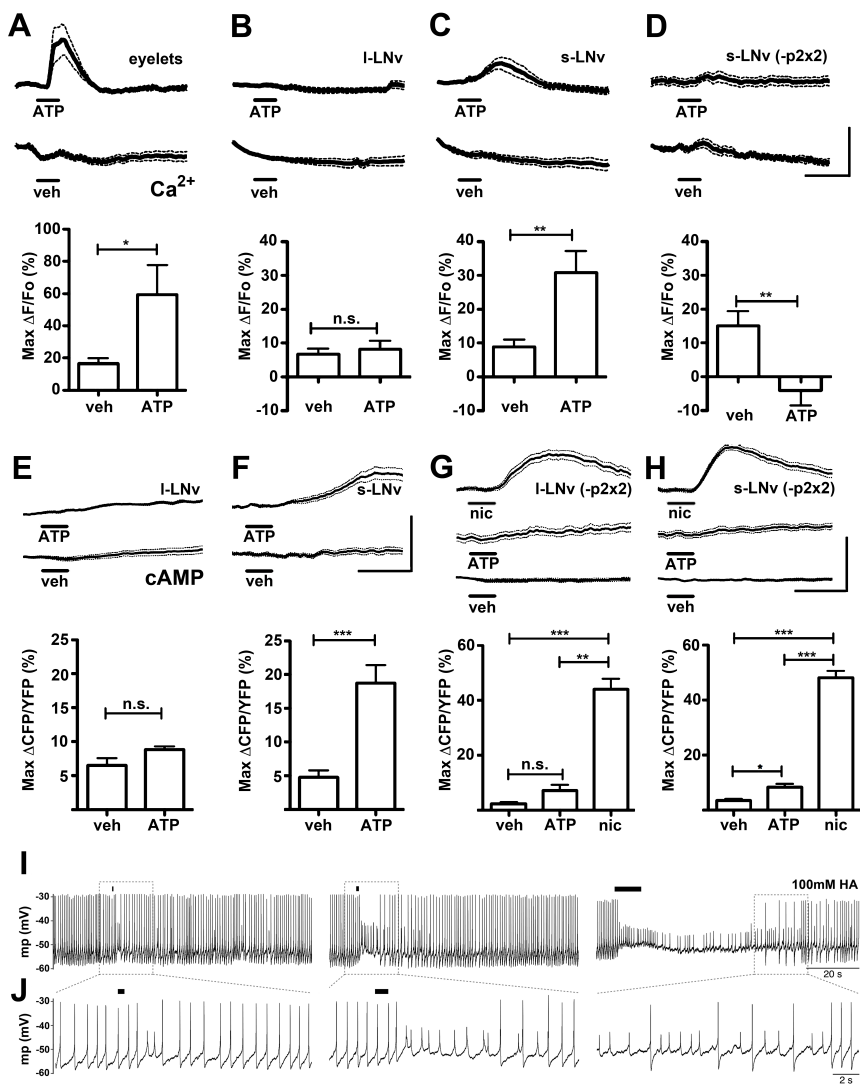 A
B
C
D
eyelets
l-LNv
s-LNv
s-LNv (-p2x2)
ATP
ATP
ATP
ATP
veh
veh
veh
veh
Ca2+
Max ΔF/Fo (%)
100
80
60
40
20
0
*
veh
ATP
Max ΔF/Fo (%)
40
30
20
10
0
-10
n.s.
veh
ATP
Max ΔF/Fo (%)
40
30
20
10
0
-10
**
veh
ATP
Max ΔF/Fo (%)
40
30
20
10
0
-10
**
veh
ATP
E
F
G
H
l-LNv
s-LNv
l-LNv (-p2x2)
s-LNv (-p2x2)
nic
nic
ATP
ATP
ATP
ATP
veh
veh
veh
veh
cAMP
Max ΔCFP/YFP (%)
25
20
15
10
5
n.s.
veh
ATP
Max ΔCFP/YFP (%)
25
20
15
10
5
***
veh
ATP
Max ΔCFP/YFP (%)
60
40
20
***
**
n.s.
veh
ATP
nic
Max ΔCFP/YFP (%)
60
40
20
***
***
*
veh
ATP
nic
I
100mM HA
mp (mV)
-30
-40
-50
-60
20 s
J
mp (mV)
-30
-40
-50
-60
2 s